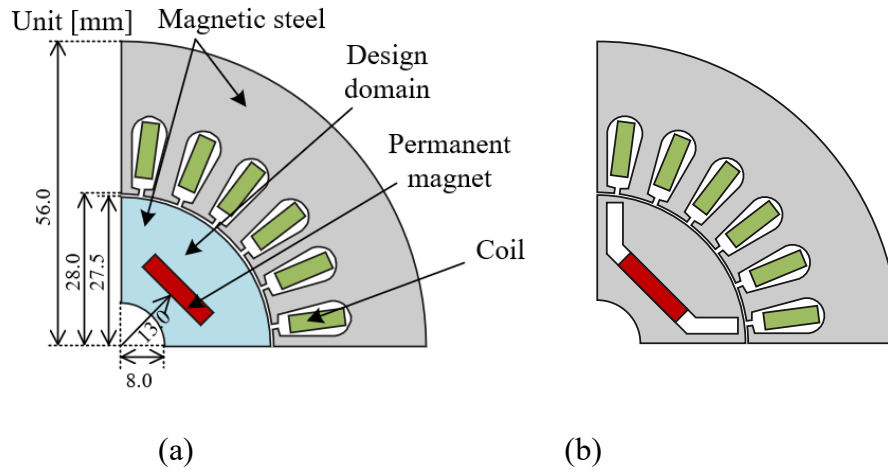 Unit [mm]
Magnetic steel
Design
domain
Permanent
magnet
Coil
56.0
28.0
27.5
13.0
8.0
(a)
(b)